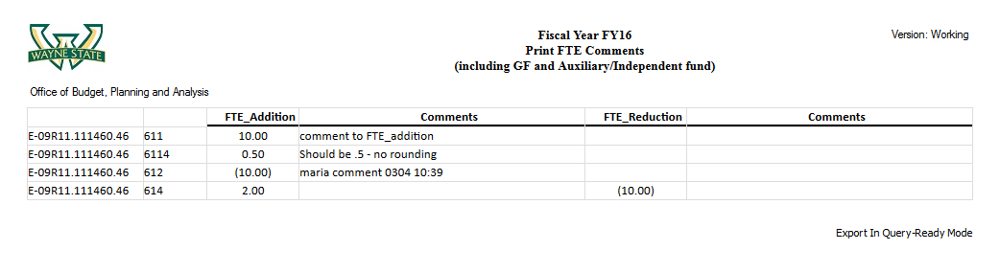 WAYNE STATE
Fiscal Year FY16
Version: Working
Print FTE Comments
(including GF and Auxiliary/Independent fund)
Office of Budget, Planning and Analysis
FTE_Addition Comments FTE_Reduction Comments
E-09R11.111460.46 611 10.00 comment to FTE_addition
E-09R11.111460.46 6114 0.50 Should be .5 - no rounding
E-09R11.111460.46 612 (10.00) maria comment 0304 10:39
E-09R11.111460.46 614 2.00 (10.00)
Export In Query-Ready Mode